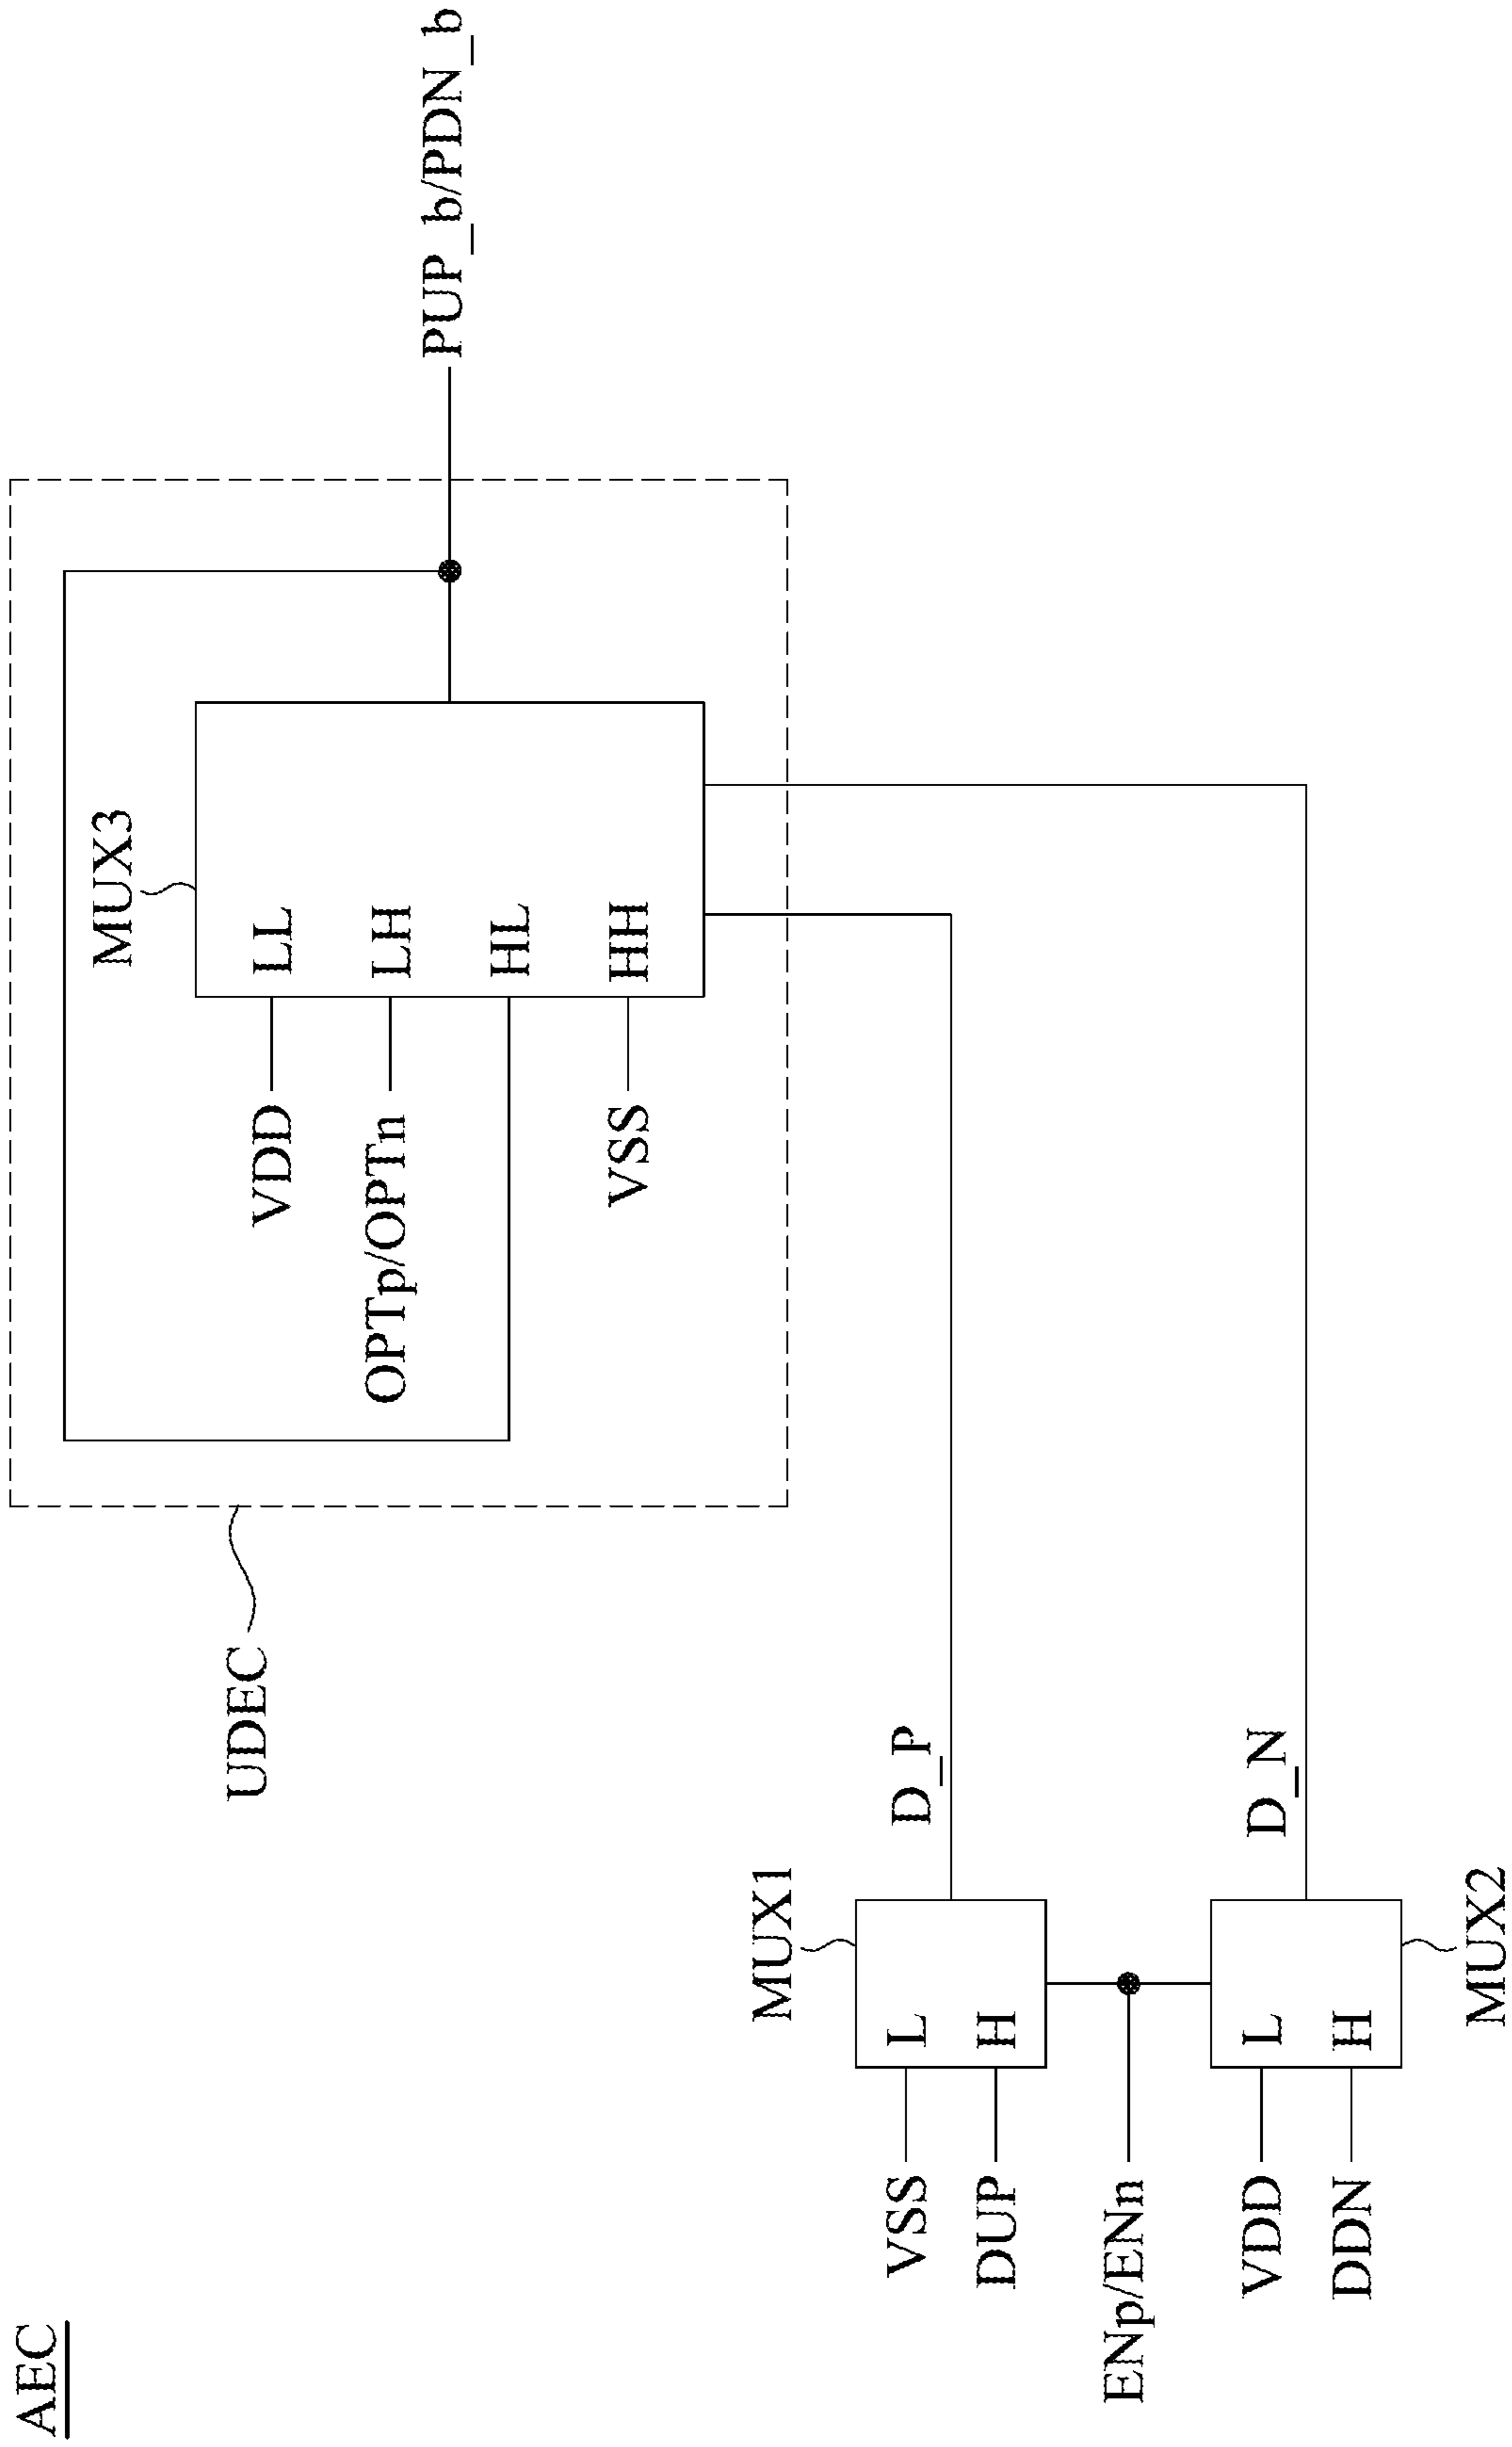 AEC
UDEC
MUX3
VDD
LL
OPTp/OPTn
LH
HL
VSS
HH
PUP_b/PDN_b
MUX1
VSS
L
DUP
H
D_P
ENp/ENn
VDD
L
DDN
H
D_N
MUX2